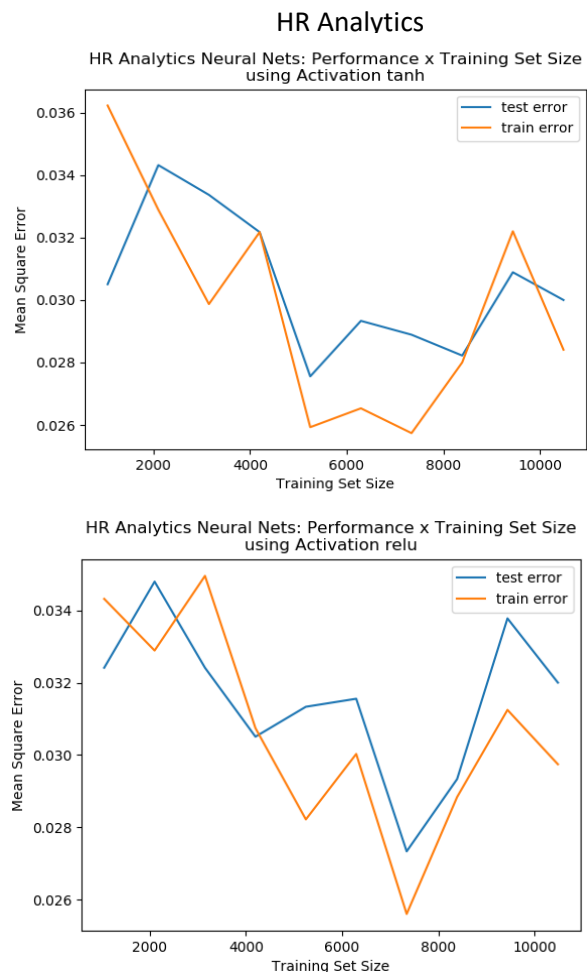 HR Analytics
HR Analytics Neural Nets: Performance x Training Set Size
using Activation tanh
test error
train error
Mean Square Error
0.036
0.034
0.032
0.030
0.028
0.026
2000 4000 6000 8000 10000
Training Set Size
HR Analytics Neural Nets: Performance x Training Set Size
using Activation relu
test error
train error
Mean Square Error
0.034
0.032
0.030
0.028
0.026
2000 4000 6000 8000 10000
Training Set Size